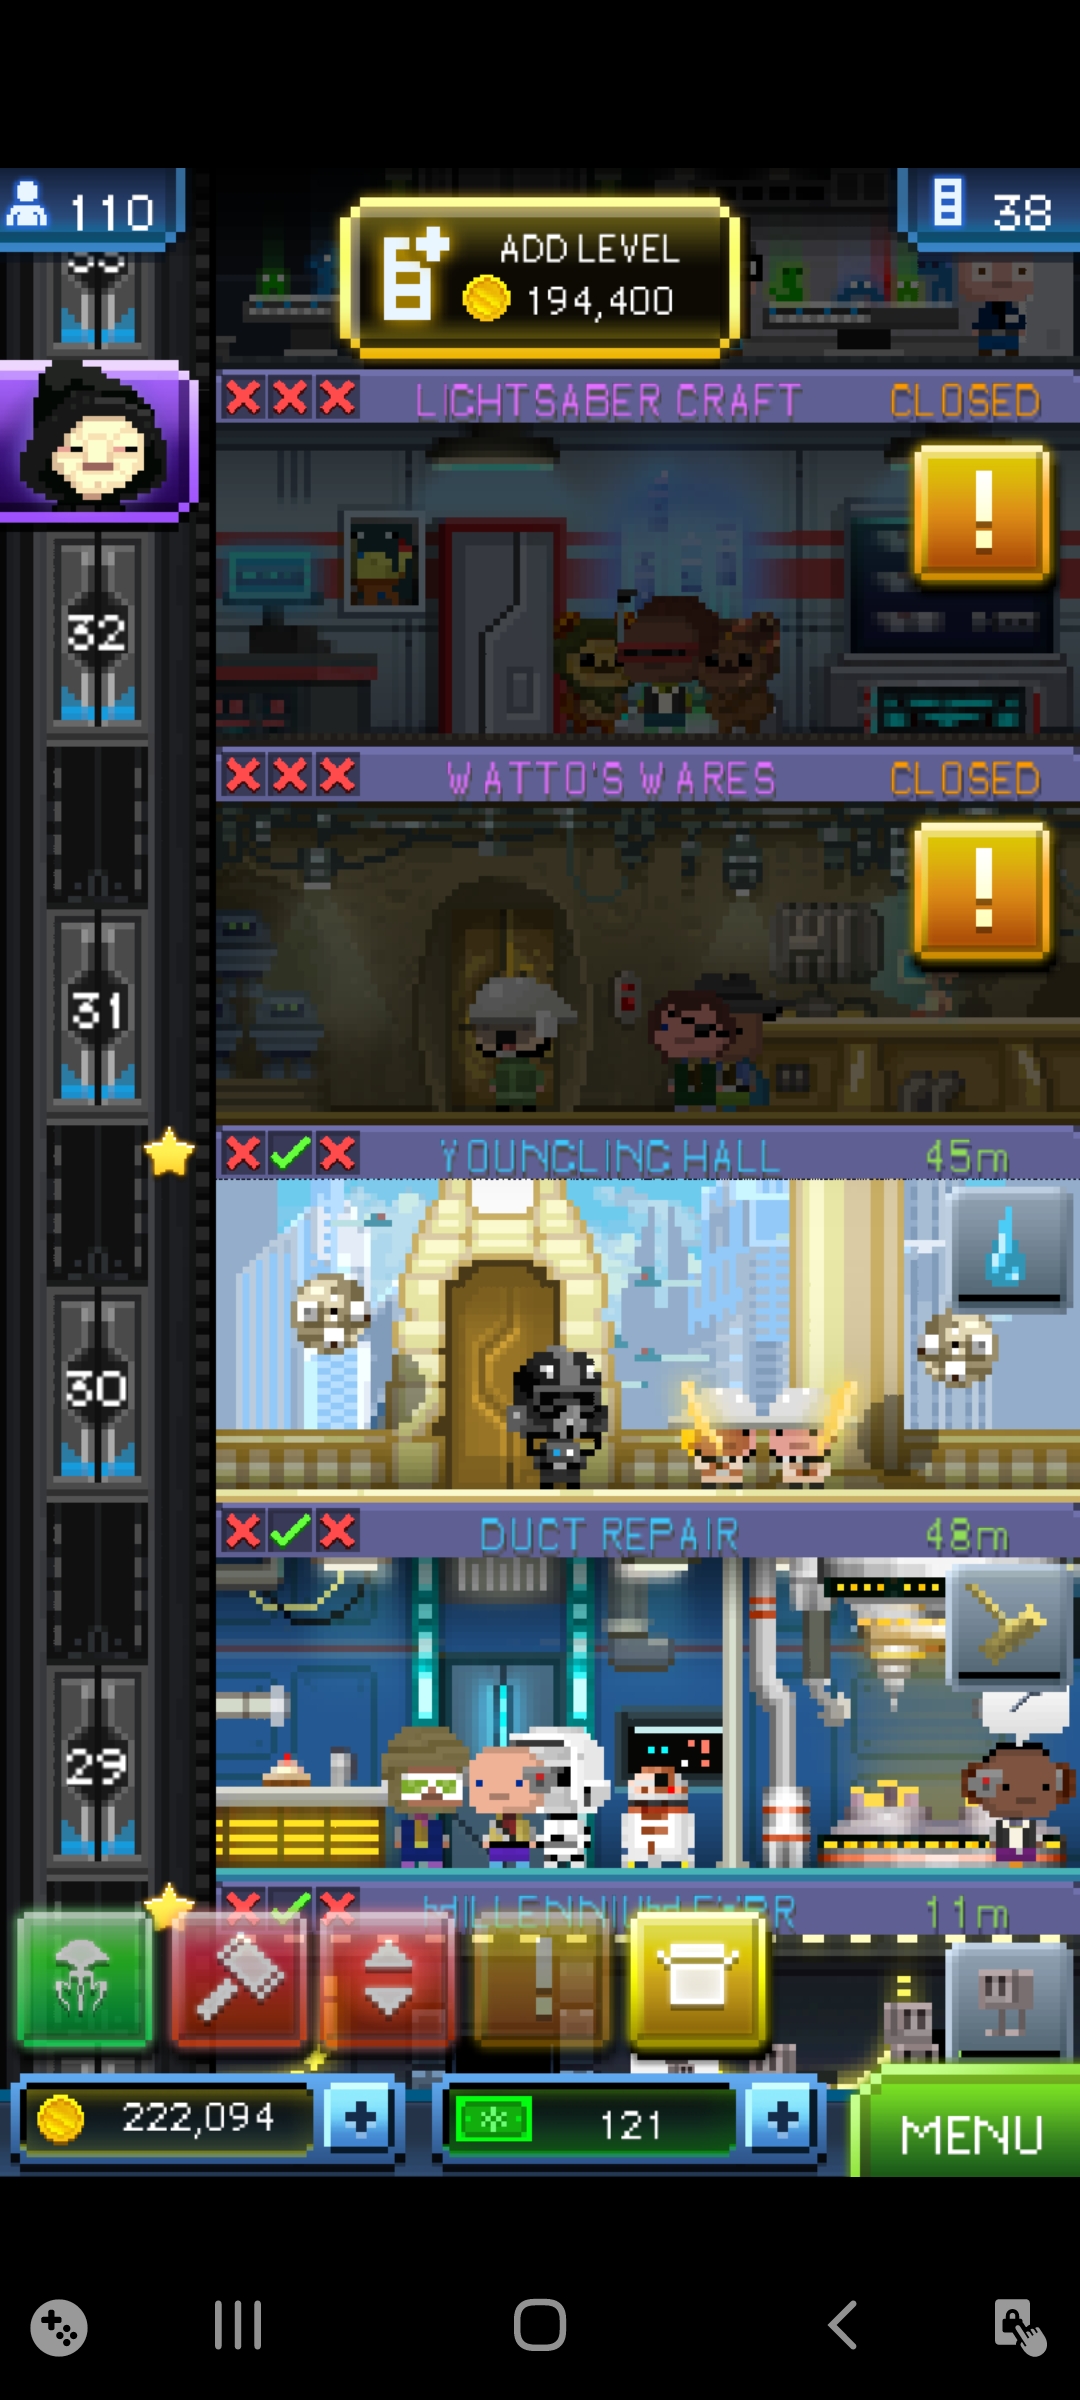 110
38
ADD LEVEL
194,400
LIGHTSABER CRAFT CLOSED
32
WATTO'S WARES CLOSED
31
YOUNGLING HALL 45m
30
DUCT REPAIR 48m
29
11m
222,094
121
MENU